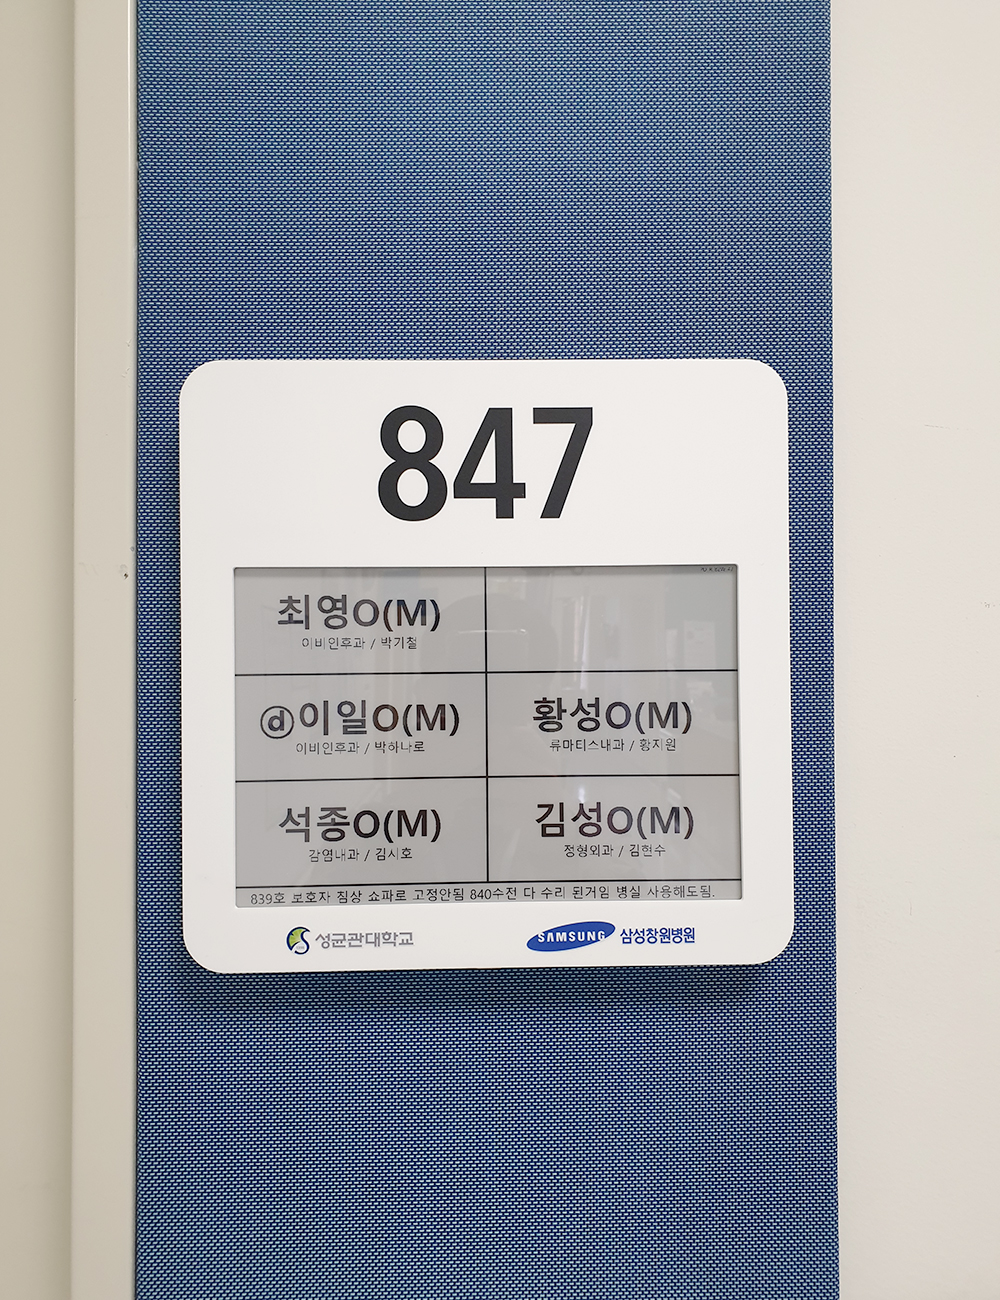 847
최영O(M)
이비인후과 / 박기철
ⓓ이일O(M)
이비인후과 / 박하나로
황성O(M)
류마티스내과 / 황지원
석종O(M)
감염내과 / 김시호
김성O(M)
정형외과 / 김현수
839호 보호자 침상 쇼파로 고정안됨 840수전 다 수리 된거임 병실 사용해도됨.
성균관대학교
SAMSUNG 삼성창원병원